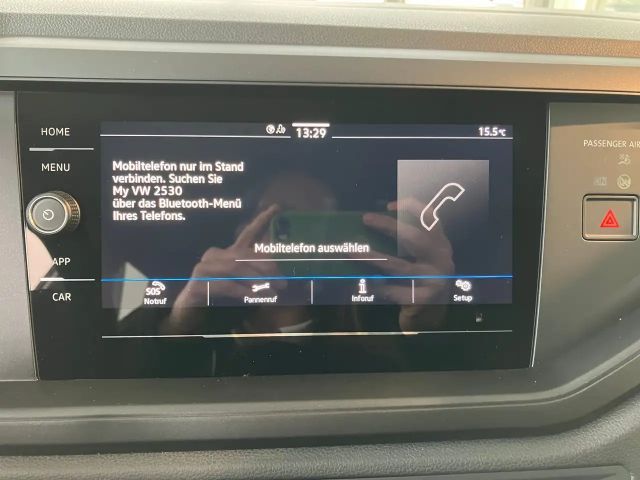 HOME
MENU
APP
CAR
13:29
15.5°C
Mobiltelefon nur im Stand
verbinden. Suchen Sie
My VW 2530
über das Bluetooth-Menü
Ihres Telefons.
Mobiltelefon auswählen
SOS
Notruf
Pannenruf
Inforuf
Setup
PASSENGER AIR